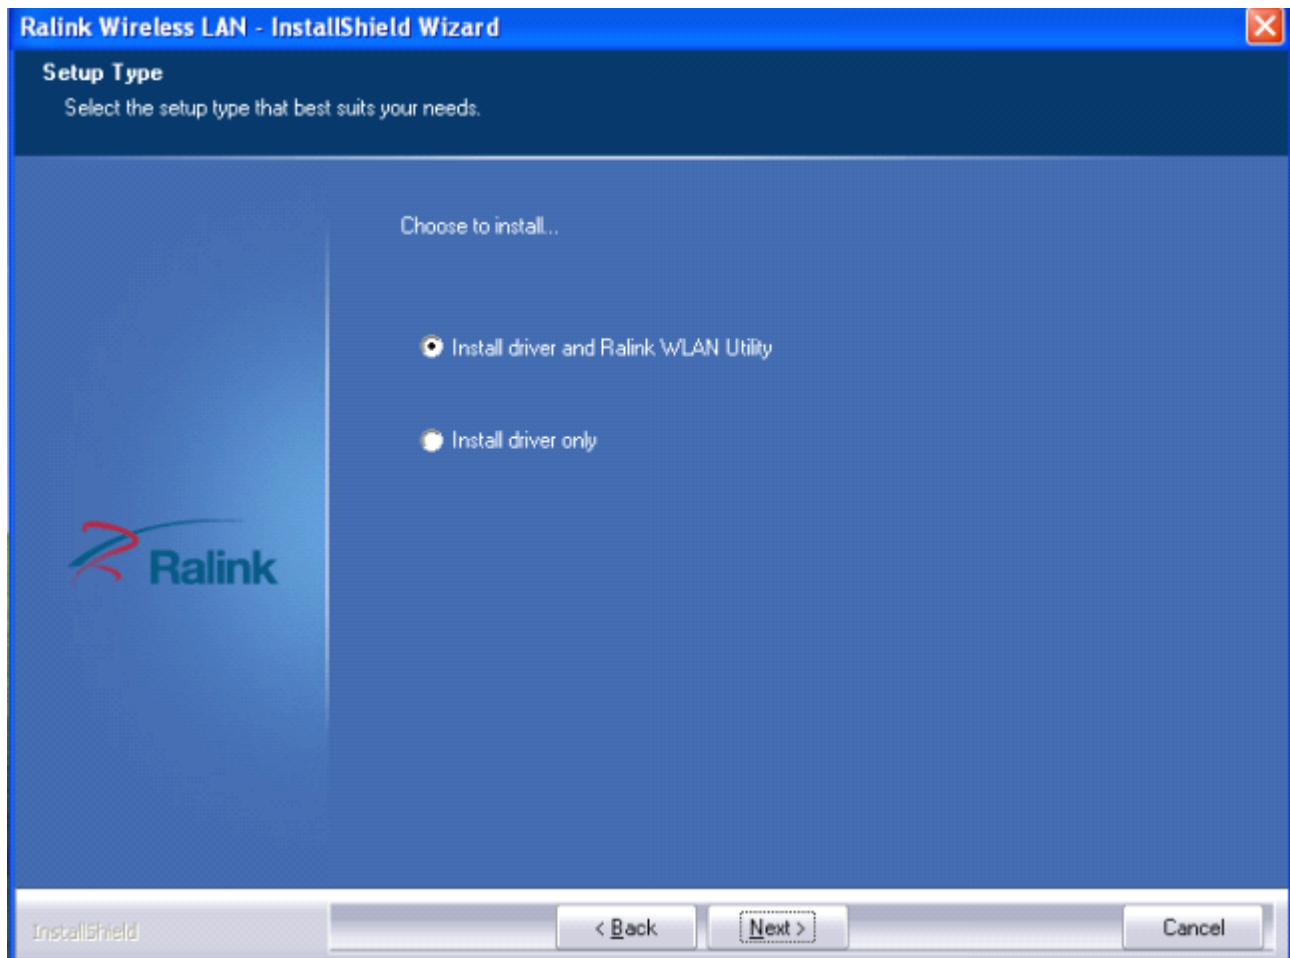 Ralink Wireless LAN - InstallShield Wizard
Setup Type
Select the setup type that best suits your needs.
Choose to install...
Install driver and Ralink WLAN Utility
Install driver only
Ralink
InstallShield
< Back
Next >
Cancel